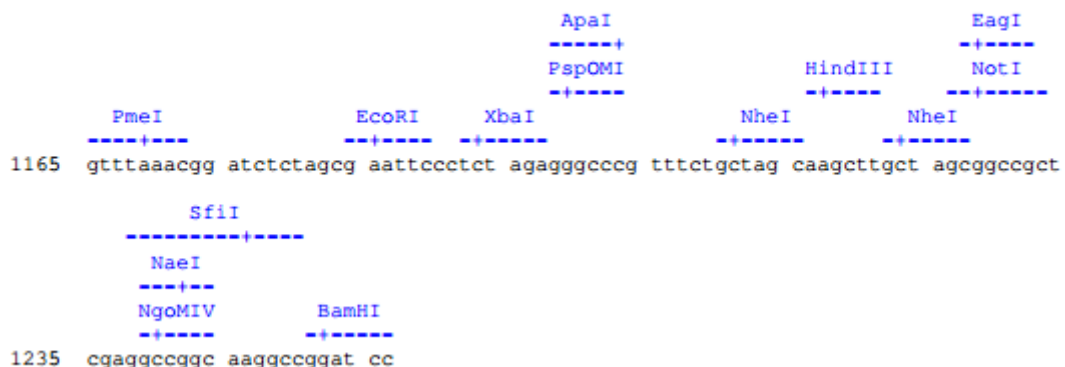 ApaI EagI
-----+ -+----
PspOMI HindIII NotI
-+---- -+---- --+-----
PmeI EcoRI XbaI NheI NheI
----+--- --+---- -+----- -+----- -+-----
1165 gtttaaacgg atctctagcg aattccctct agagggcccg tttctgctag caagcttgct agcggccgct
SfiI
---------+----
NaeI
---+--
NgoMIV BamHI
-+---- -+-----
1235 cgaggccggc aaggccggat cc